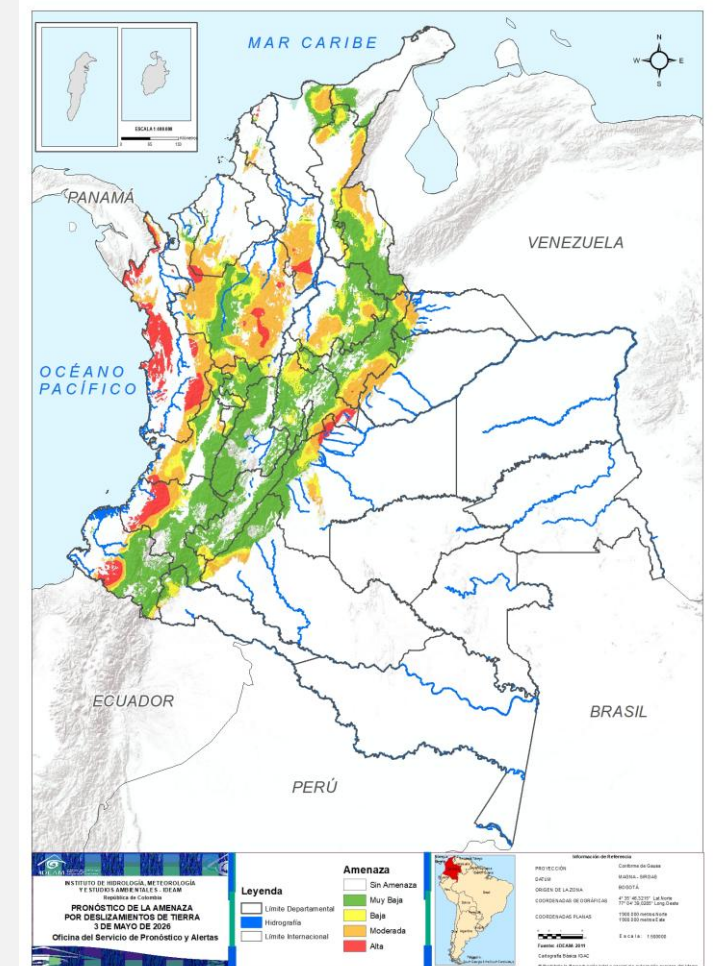 MAR CARIBE
N
W
E
S
ESCALA 1:400.000
PANAMÁ
VENEZUELA
OCÉANO
PACÍFICO
ECUADOR
BRASIL
PERÚ
IDEAM
INSTITUTO DE HIDROLOGÍA, METEOROLOGÍA
Y ESTUDIOS AMBIENTALES - IDEAM
República de Colombia
PRONÓSTICO DE LA AMENAZA
POR DESLIZAMIENTOS DE TIERRA
3 DE MAYO DE 2026
Oficina del Servicio de Pronóstico y Alertas
Leyenda
Límite Departamental
Hidrografía
Límite Internacional
Amenaza
Sin Amenaza
Muy Baja
Baja
Moderada
Alta
Información de Referencia
PROYECCIÓN Conforme de Gauss
DATUM MAGNA - SIRGAS
ORIGEN DE LA ZONA BOGOTÁ
COORDENADAS GEOGRÁFICAS
COORDENADAS PLANAS
Fuente: IDEAM 2011
Cartografía Básica IGAC